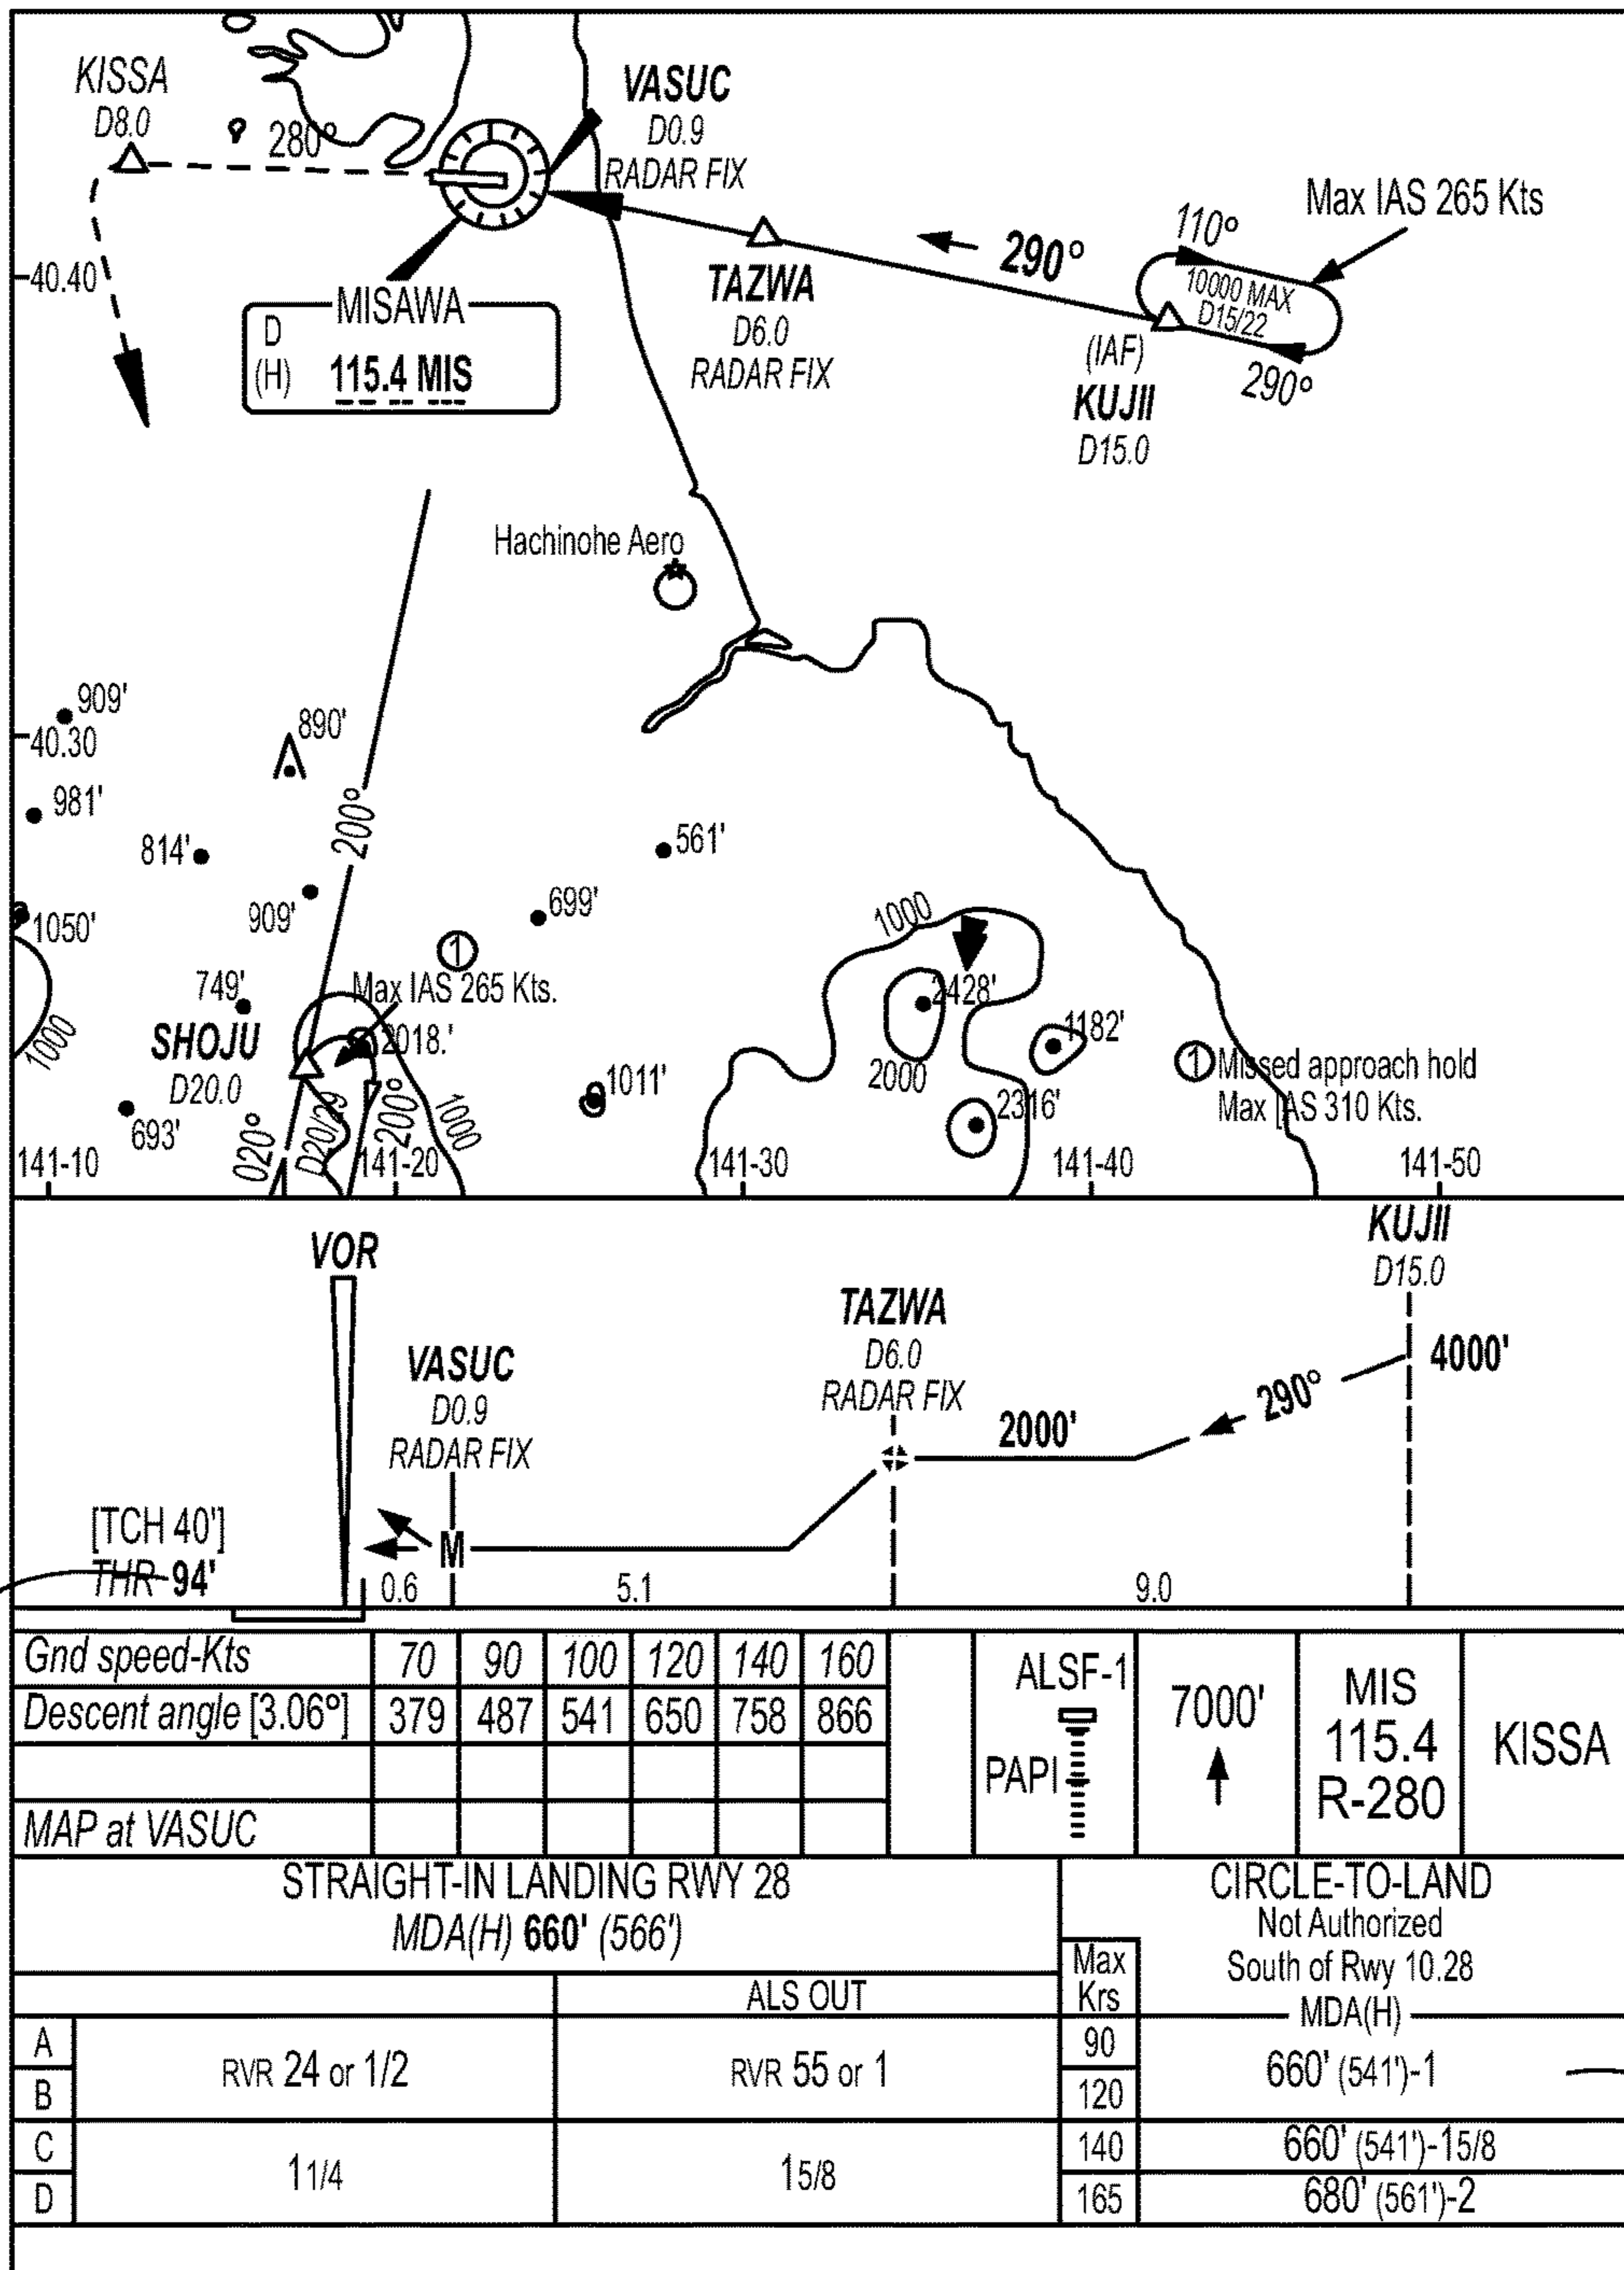 KISSA
D8.0
280°
VASUC
D0.9
RADAR FIX
Max IAS 265 Kts
110°
10000 MAX
D15/22
290°
290°
40.40
MISAWA
D
(H) 115.4 MIS
TAZWA
D6.0
RADAR FIX
(IAF)
KUJII
D15.0
Hachinohe Aero
909'
40.30
890'
981'
814'
200°
561'
909'
699'
1050'
1
1000
749'
Max IAS 265 Kts.
2428'
SHOJU
D20.0
2018.'
1182'
1000
2000
1 Missed approach hold
Max [AS 310 Kts.
1011'
2316'
693'
020°
D20/29
200°
1000
141-10
141-20
141-30
141-40
141-50
VOR
KUJII
D15.0
TAZWA
D6.0
RADAR FIX
VASUC
D0.9
RADAR FIX
4000'
290°
2000'
[TCH 40']
THR 94'
M
0.6
5.1
9.0
Gnd speed-Kts 70 90 100 120 140 160
Descent angle [3.06°] 379 487 541 650 758 866
MAP at VASUC
ALSF-1
PAPI
7000'
MIS
115.4
R-280
KISSA
STRAIGHT-IN LANDING RWY 28
MDA(H) 660' (566')
CIRCLE-TO-LAND
Not Authorized
South of Rwy 10.28
ALS OUT
Max
Krs
MDA(H)
A
B
RVR 24 or 1/2
RVR 55 or 1
90
120
660' (541')-1
C
D
1 1/4
1 5/8
140
660' (541')-15/8
165
680' (561')-2